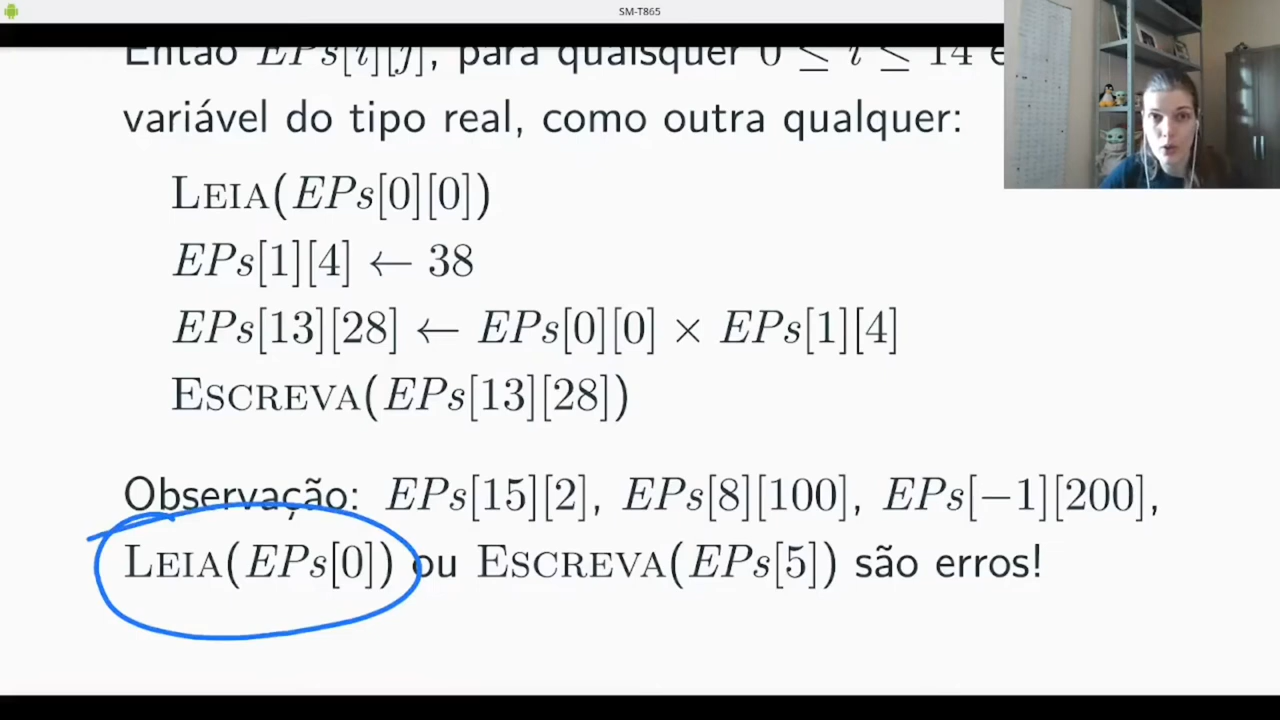 SM-T865
Então EPs[i][j], para quaisquer 0 ≤ i ≤ 14 e
variável do tipo real, como outra qualquer:
LEIA(EPs[0][0])
EPs[1][4] ← 38
EPs[13][28] ← EPs[0][0] × EPs[1][4]
ESCREVA(EPs[13][28])
Observação: EPs[15][2], EPs[8][100], EPs[−1][200],
LEIA(EPs[0]) ou ESCREVA(EPs[5]) são erros!